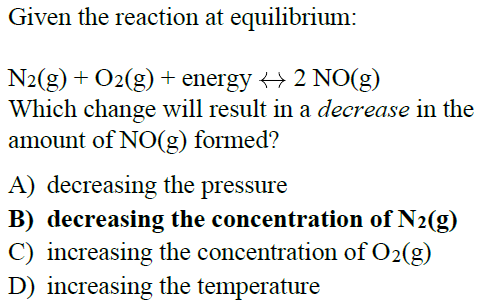 Given the reaction at equilibrium:
N₂(g) + O₂(g) + energy ↔ 2 NO(g)
Which change will result in a decrease in the
amount of NO(g) formed?
A) decreasing the pressure
B) decreasing the concentration of N₂(g)
C) increasing the concentration of O₂(g)
D) increasing the temperature